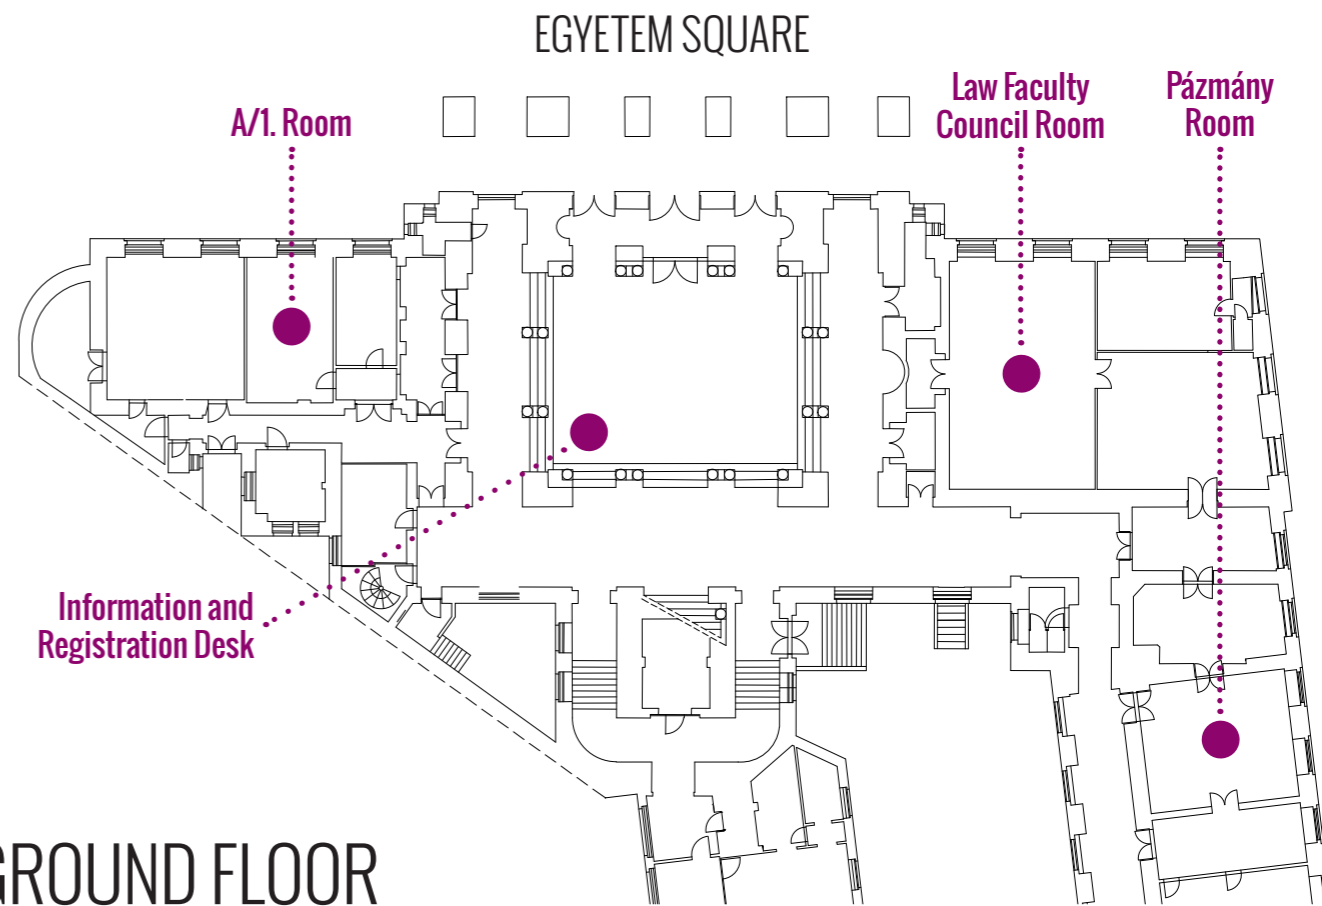 EGYETEM SQUARE
A/1. Room
Law Faculty
Council Room
Pázmány
Room
Information and
Registration Desk
GROUND FLOOR